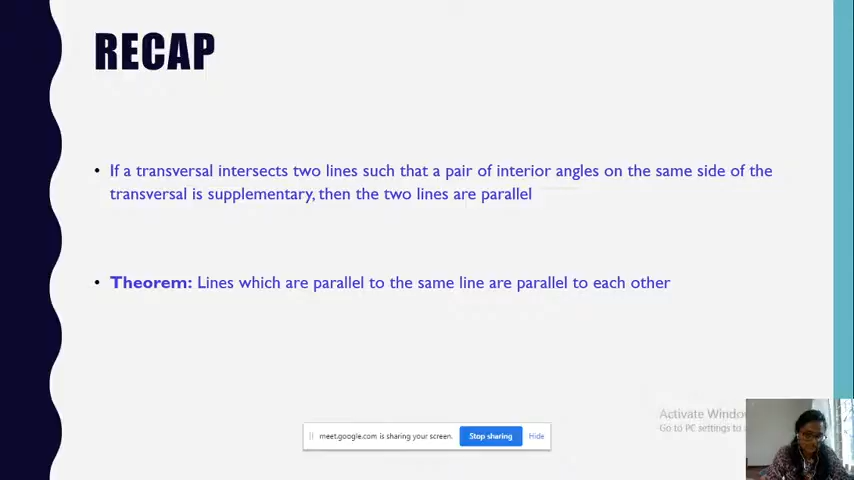 RECAP
• If a transversal intersects two lines such that a pair of interior angles on the same side of the
transversal is supplementary, then the two lines are parallel
• Theorem: Lines which are parallel to the same line are parallel to each other
Activate Windo
Go to PC settings to
meet.google.com is sharing your screen. Stop sharing Hide